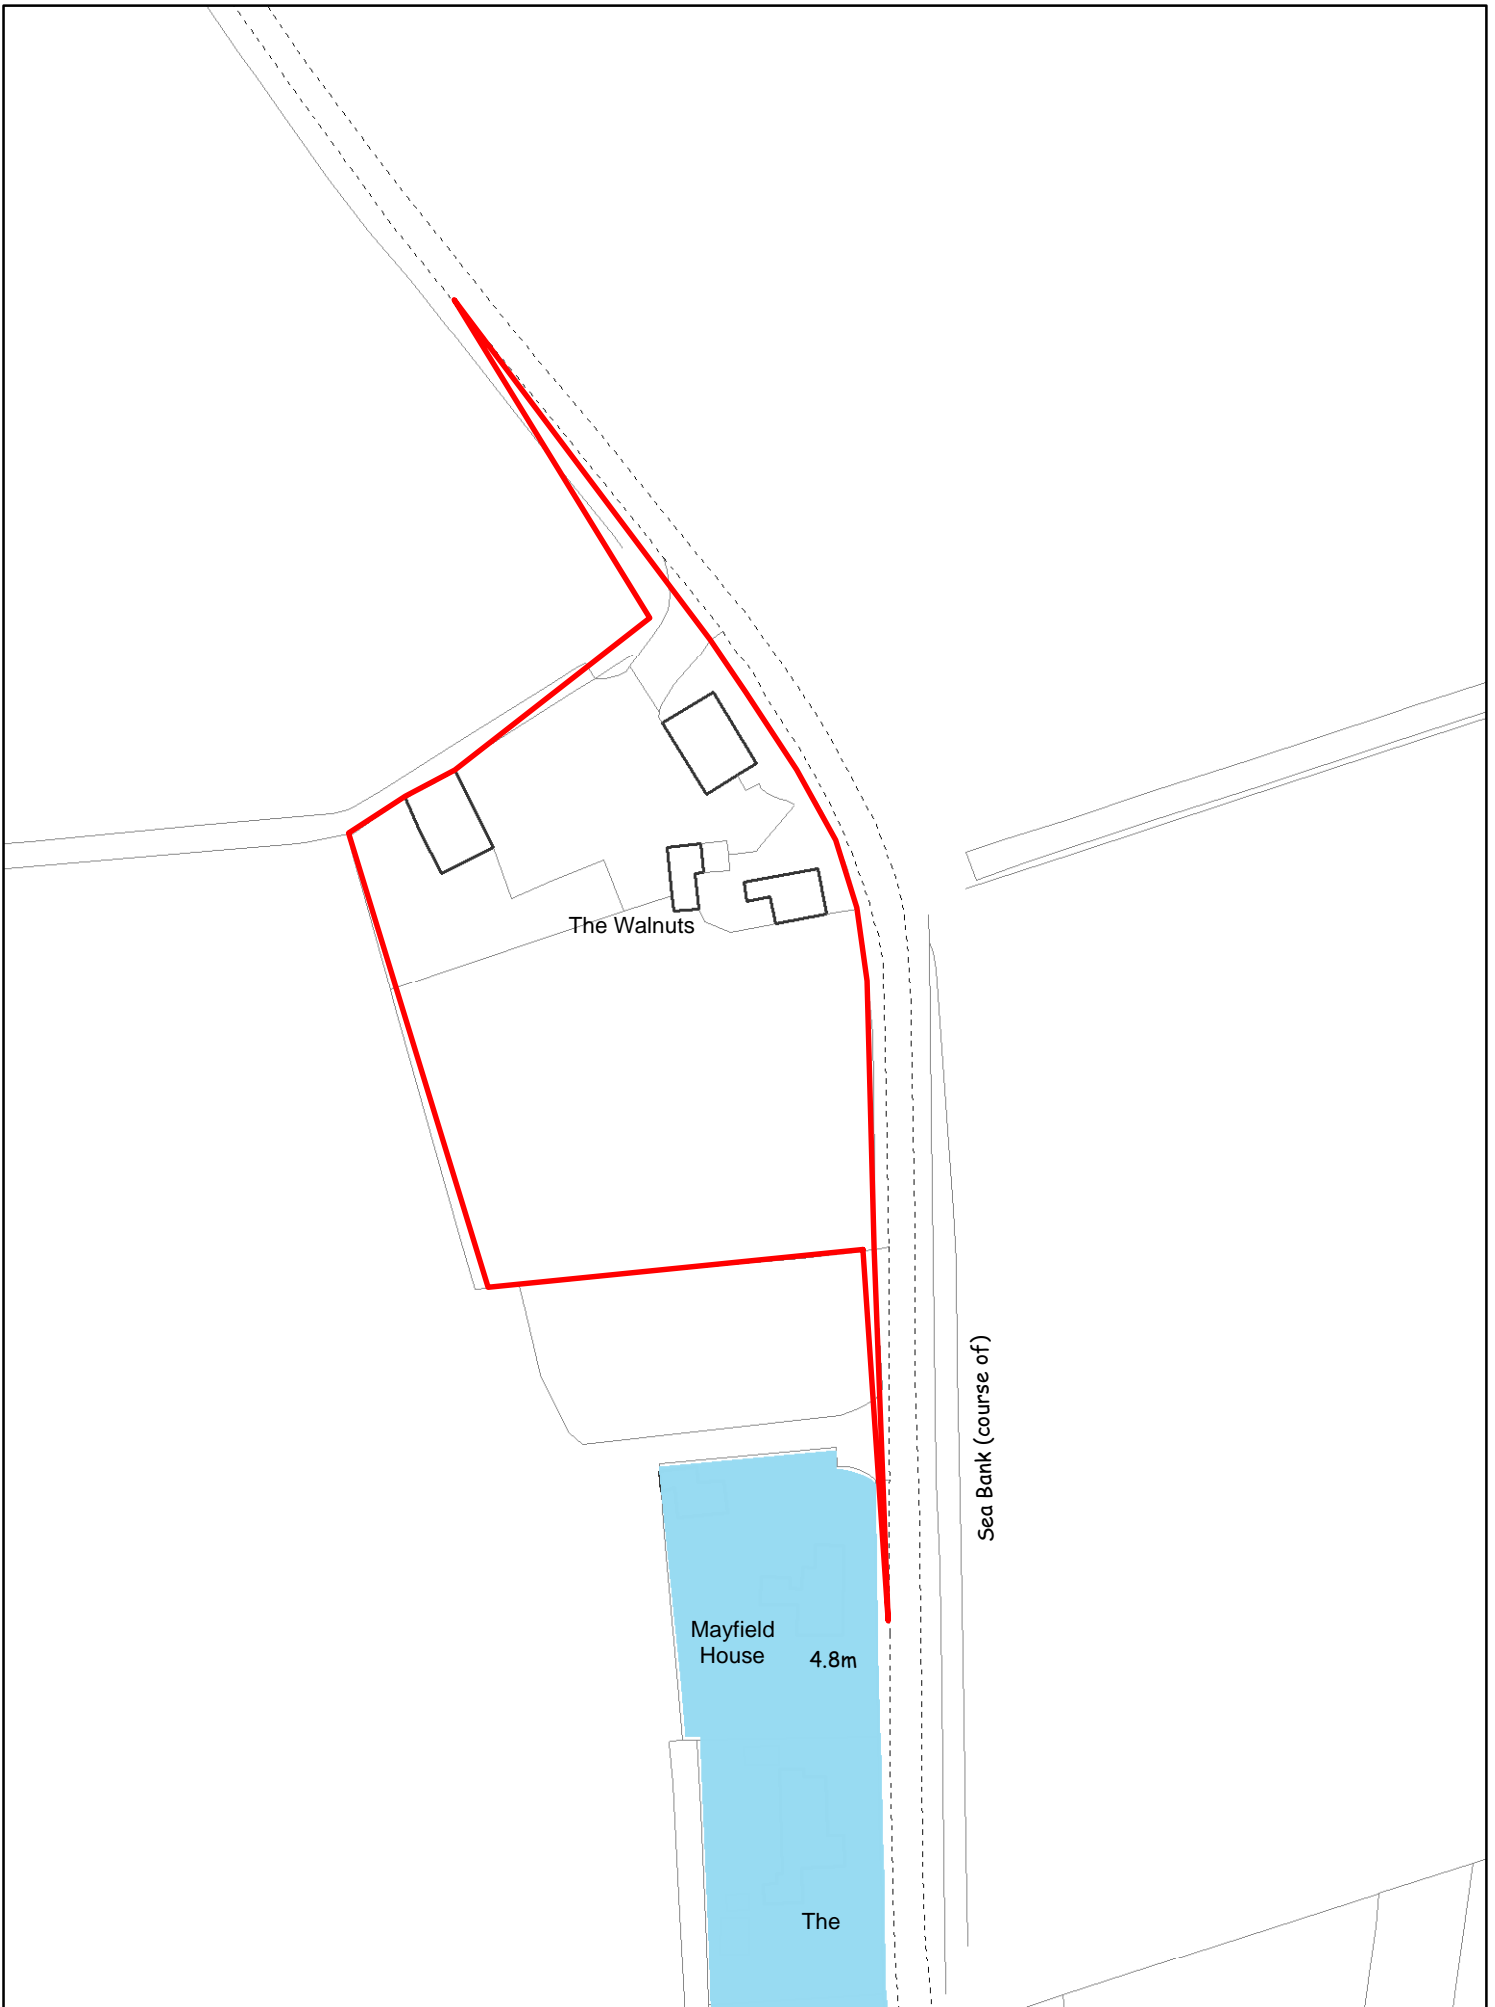 The Walnuts
Sea Bank (course of)
Mayfield
House
4.8m
The